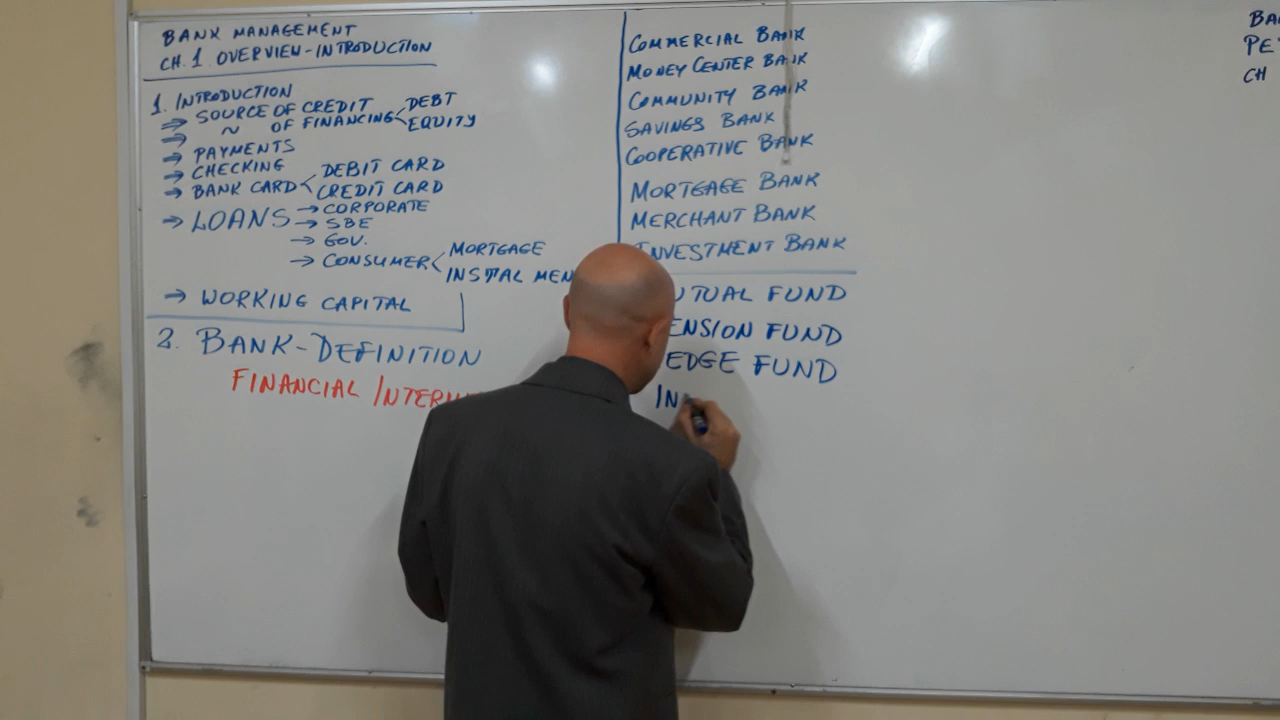 BANK MANAGEMENT
CH. 1 OVERVIEW-INTRODUCTION
1. INTRODUCTION
⇒ SOURCE OF CREDIT
⇒ ~ OF FINANCING < DEBT
EQUITY
→ PAYMENTS
→ CHECKING
→ BANK CARD < DEBIT CARD
CREDIT CARD
⇒ LOANS → CORPORATE
→ SBE
→ GOV.
→ CONSUMER < MORTGAGE
INSTALMEN
⇒ WORKING CAPITAL
2. BANK-DEFINITION
FINANCIAL INTERM
COMMERCIAL BANK
MONEY CENTER BANK
COMMUNITY BANK
SAVINGS BANK
COOPERATIVE BANK
MORTGAGE BANK
MERCHANT BANK
INVESTMENT BANK
UTUAL FUND
ENSION FUND
EDGE FUND
IN
BA
PE
CH